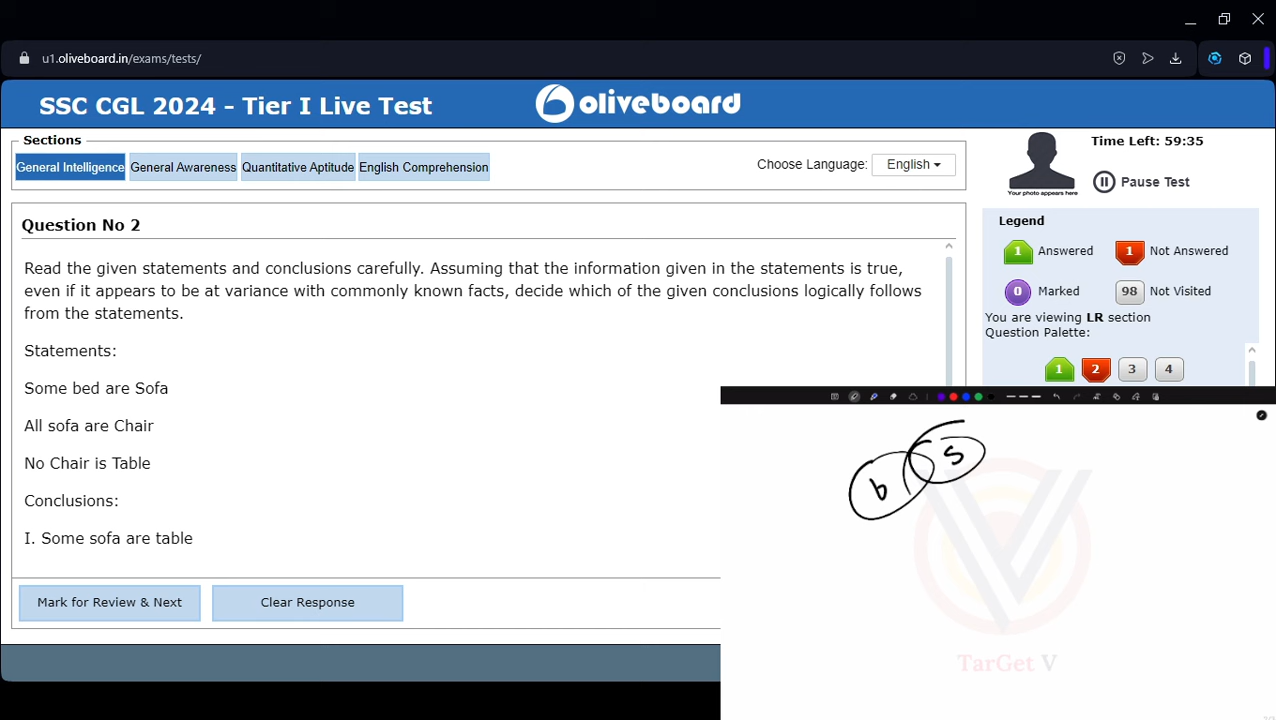 u1.oliveboard.in/exams/tests/
SSC CGL 2024 - Tier I Live Test
oliveboard
Sections
General Intelligence General Awareness Quantitative Aptitude English Comprehension
Choose Language: English
Your photo appears here
Time Left: 59:35
Pause Test
Question No 2
Read the given statements and conclusions carefully. Assuming that the information given in the statements is true,
even if it appears to be at variance with commonly known facts, decide which of the given conclusions logically follows
from the statements.
Statements:
Some bed are Sofa
All sofa are Chair
No Chair is Table
Conclusions:
I. Some sofa are table
Mark for Review & Next
Clear Response
Legend
1 Answered
1 Not Answered
0 Marked
98 Not Visited
You are viewing LR section
Question Palette:
1 2 3 4
b
S
TarGet V